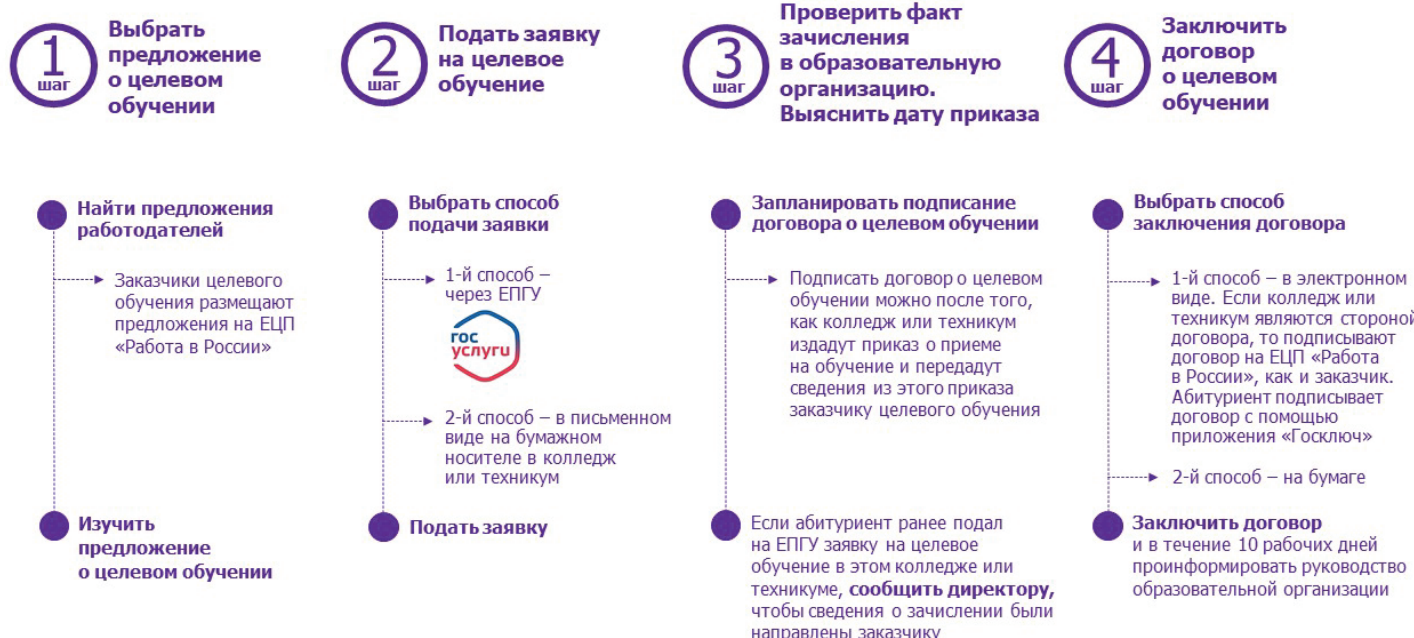 1
шаг
Выбрать
предложение
о целевом
обучении
Найти предложения
работодателей
Заказчики целевого
обучения размещают
предложения на ЕЦП
«Работа в России»
Изучить
предложение
о целевом обучении
2
шаг
Подать заявку
на целевое
обучение
Выбрать способ
подачи заявки
1-й способ –
через ЕПГУ
гос
услуги
2-й способ – в письменном
виде на бумажном
носителе в колледж
или техникум
Подать заявку
3
шаг
Проверить факт
зачисления
в образовательную
организацию.
Выяснить дату приказа
Запланировать подписание
договора о целевом обучении
Подписать договор о целевом
обучении можно после того,
как колледж или техникум
издадут приказ о приеме
на обучение и передадут
сведения из этого приказа
заказчику целевого обучения
Если абитуриент ранее подал
на ЕПГУ заявку на целевое
обучение в этом колледже или
техникуме, сообщить директору,
чтобы сведения о зачислении были
направлены заказчику
4
шаг
Заключить
договор
о целевом
обучении
Выбрать способ
заключения договора
1-й способ – в электронном
виде. Если колледж или
техникум являются стороной
договора, то подписывают
договор на ЕЦП «Работа
в России», как и заказчик.
Абитуриент подписывает
договор с помощью
приложения «Госключ»
2-й способ – на бумаге
Заключить договор
и в течение 10 рабочих дней
проинформировать руководство
образовательной организации